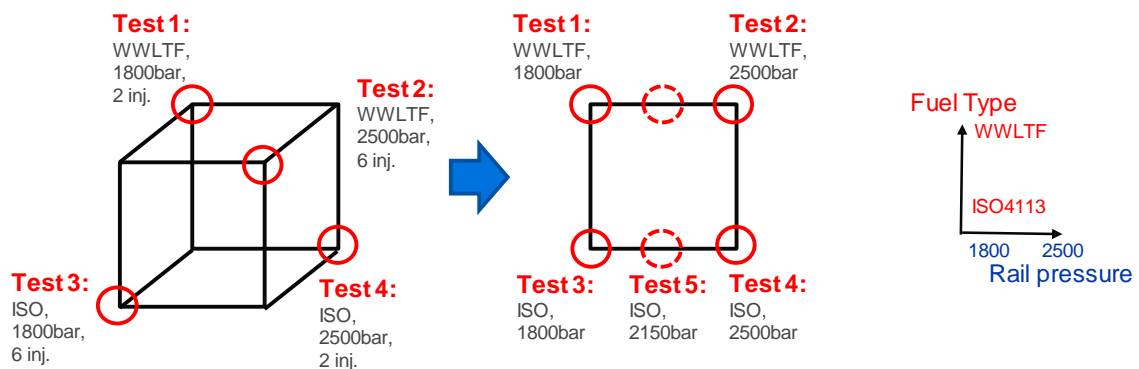 Test 1:
WWLTF,
1800bar,
2 inj.
Test 2:
WWLTF,
2500bar,
6 inj.
Test 3:
ISO,
1800bar,
6 inj.
Test 4:
ISO,
2500bar,
2 inj.
Test 1:
WWLTF,
1800bar
Test 2:
WWLTF,
2500bar
Test 3:
ISO,
1800bar
Test 5:
ISO,
2150bar
Test 4:
ISO,
2500bar
Fuel Type
WWLTF
ISO4113
1800 2500
Rail pressure